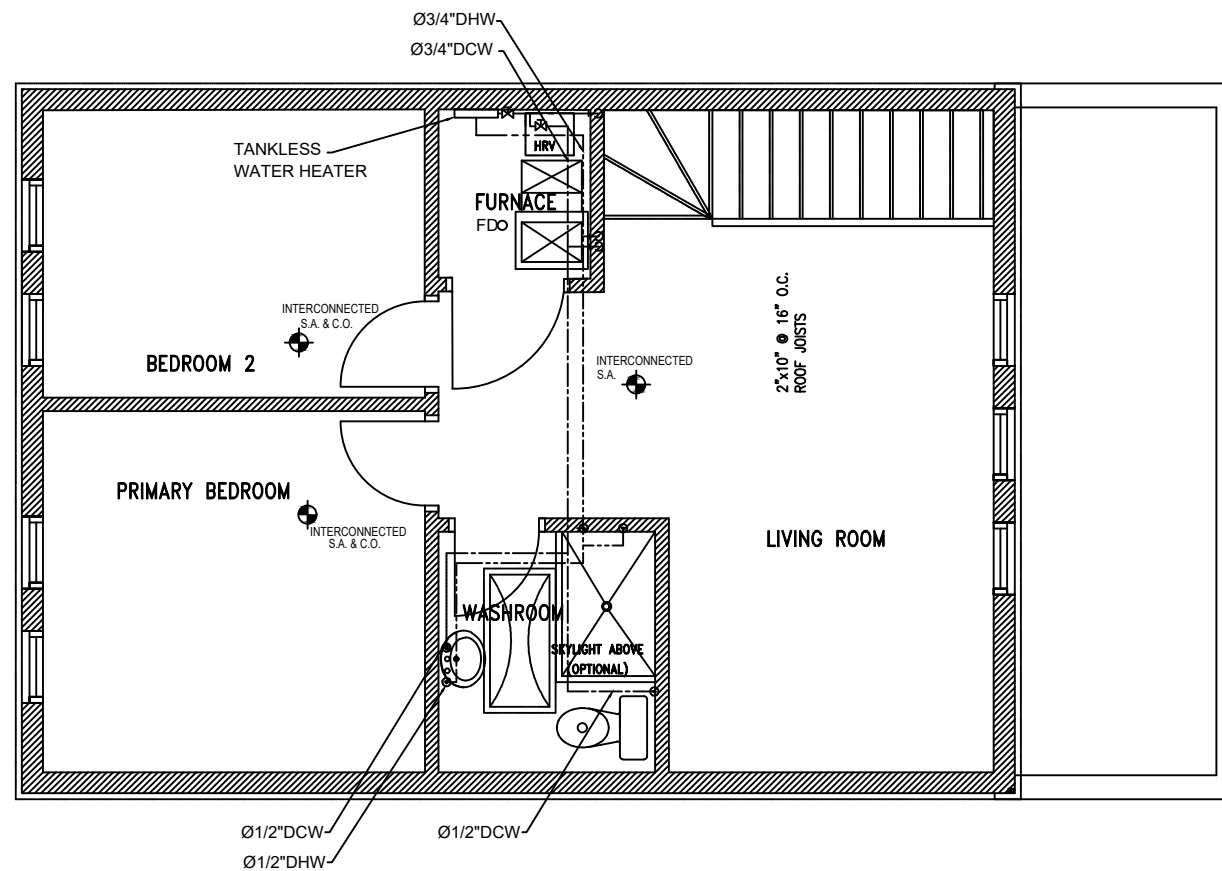 Ø3/4"DHW
Ø3/4"DCW
TANKLESS
WATER HEATER
HRV
FURNACE
FD
INTERCONNECTED
S.A. & C.O.
BEDROOM 2
INTERCONNECTED
S.A.
2"x10" @ 16" O.C.
ROOF JOISTS
PRIMARY BEDROOM
INTERCONNECTED
S.A. & C.O.
LIVING ROOM
WASHROOM
SKYLIGHT ABOVE
(OPTIONAL)
Ø1/2"DCW
Ø1/2"DHW
Ø1/2"DCW